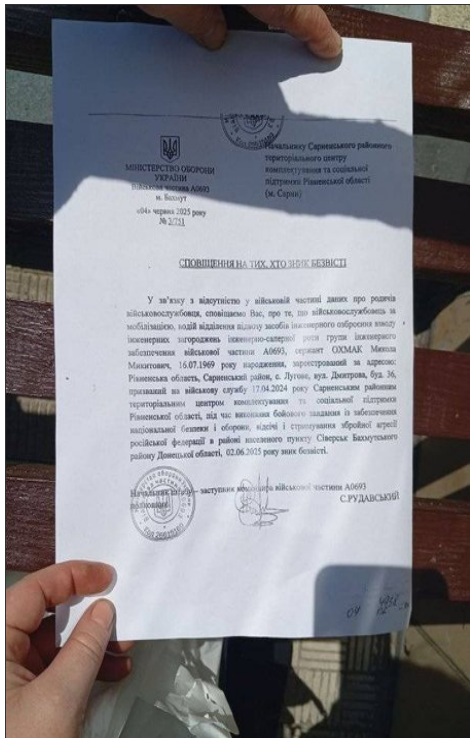 МІНІСТЕРСТВО ОБОРОНИ
УКРАЇНИ
Військова частина А0693
м. Бахмут
«04» червня 2025 року
№ 2/751
Начальнику Сарненського районного
територіального центру
комплектування та соціальної
підтримки Рівненської області
(м. Сарни)
СПОВІЩЕННЯ НА ТИХ, ХТО ЗНИК БЕЗВІСТІ
У зв’язку з відсутністю у військовій частині даних про родичів
військовослужбовця, сповіщаємо Вас, про те, що військовослужбовець за
мобілізацією, водій відділення підвозу засобів інженерного озброєння взводу
інженерних загороджень інженерно-саперної роти групи інженерного
забезпечення військової частини А0693, сержант ОХМАК Микола
Микитович, 16.07.1969 року народження, зареєстрований за адресою:
Рівненська область, Сарненський район, с. Лугове, вул. Дмитрова, буд. 36,
призваний на військову службу 17.04.2024 року Сарненським районним
територіальним центром комплектування та соціальної підтримки
Рівненської області, під час виконання бойового завдання із забезпечення
національної безпеки і оборони, відсічі і стримування збройної агресії
російської федерації в районі населеного пункту Сіверськ Бахмутського
району Донецької області, 02.06.2025 року зник безвісті.
Начальник штабу – заступник командира військової частини А0693
полковник
С.РУДАВСЬКИЙ
04